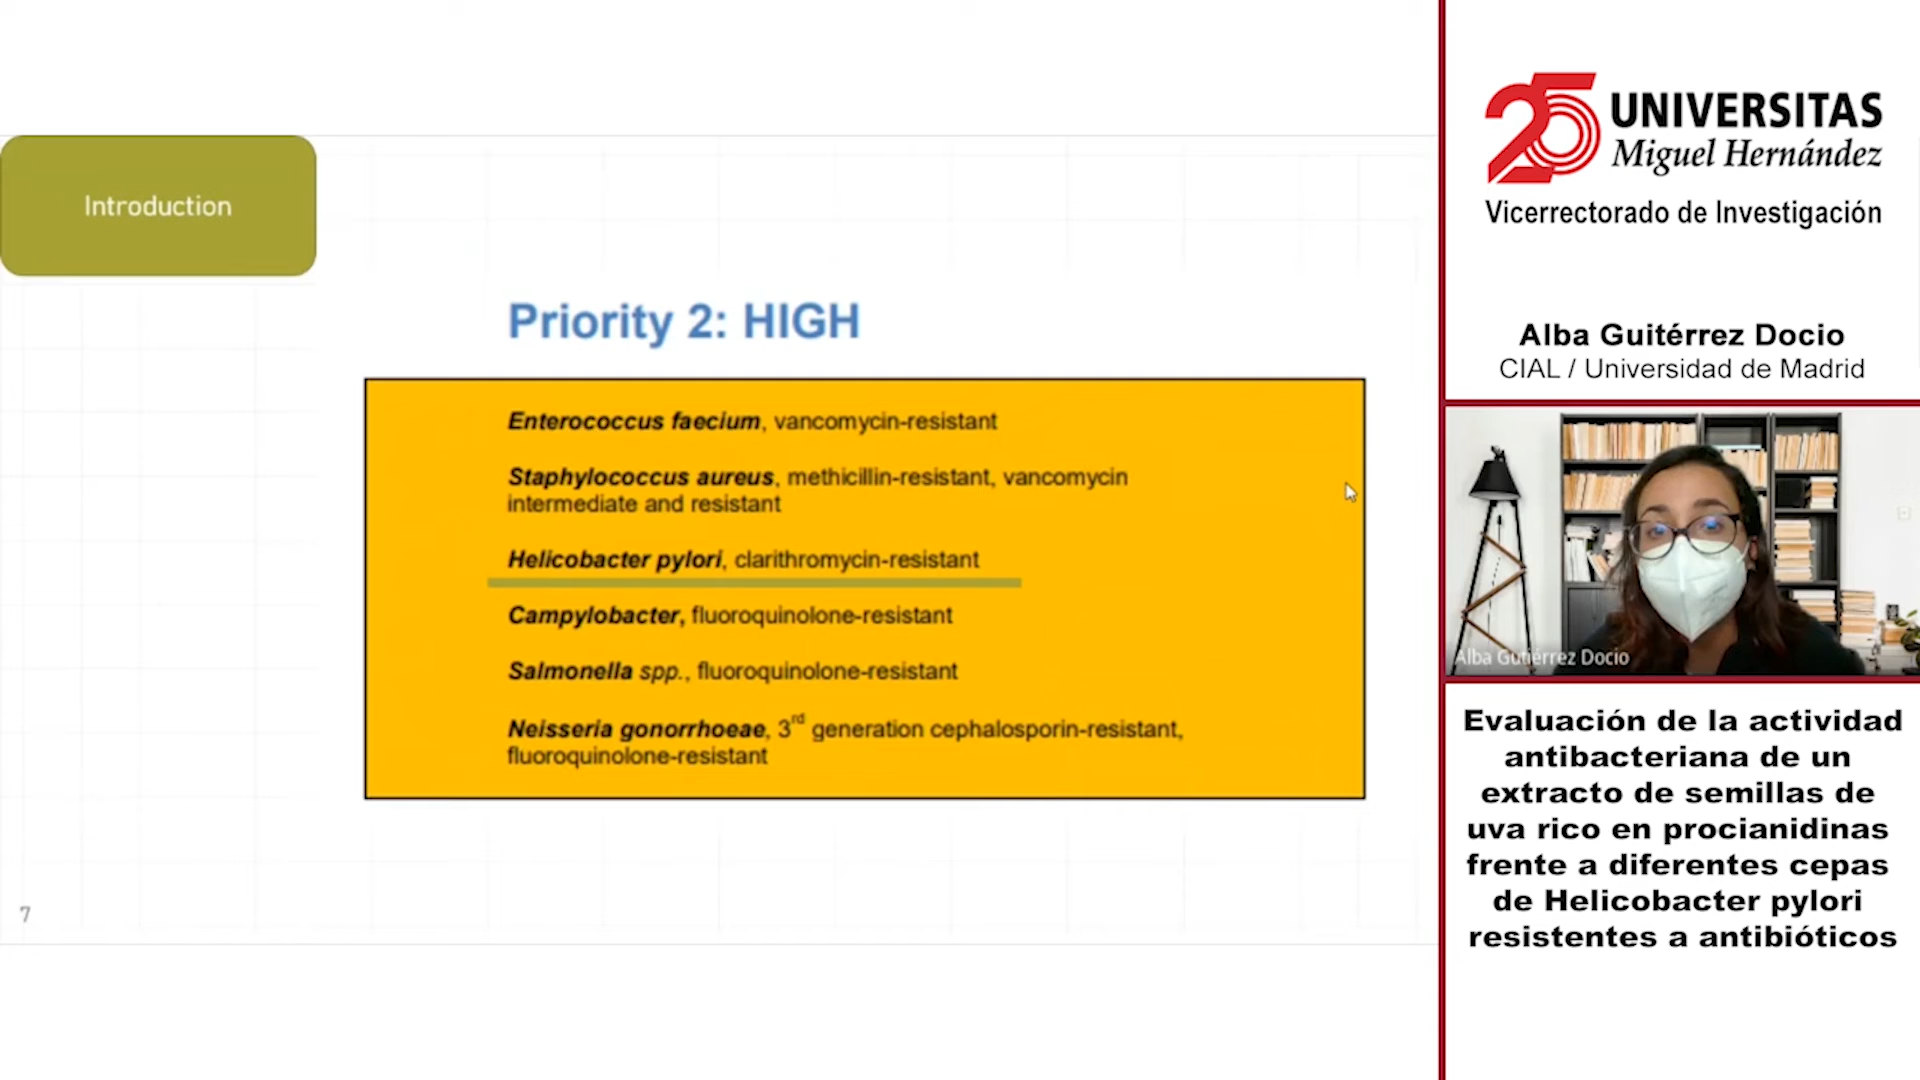 Introduction
Priority 2: HIGH
Enterococcus faecium, vancomycin-resistant
Staphylococcus aureus, methicillin-resistant, vancomycin
intermediate and resistant
Helicobacter pylori, clarithromycin-resistant
Campylobacter, fluoroquinolone-resistant
Salmonella spp., fluoroquinolone-resistant
Neisseria gonorrhoeae, 3rd generation cephalosporin-resistant,
fluoroquinolone-resistant
7
25 UNIVERSITAS
Miguel Hernández
Vicerrectorado de Investigación
Alba Guitérrez Docio
CIAL / Universidad de Madrid
Alba Gutiérrez Docio
Evaluación de la actividad
antibacteriana de un
extracto de semillas de
uva rico en procianidinas
frente a diferentes cepas
de Helicobacter pylori
resistentes a antibióticos